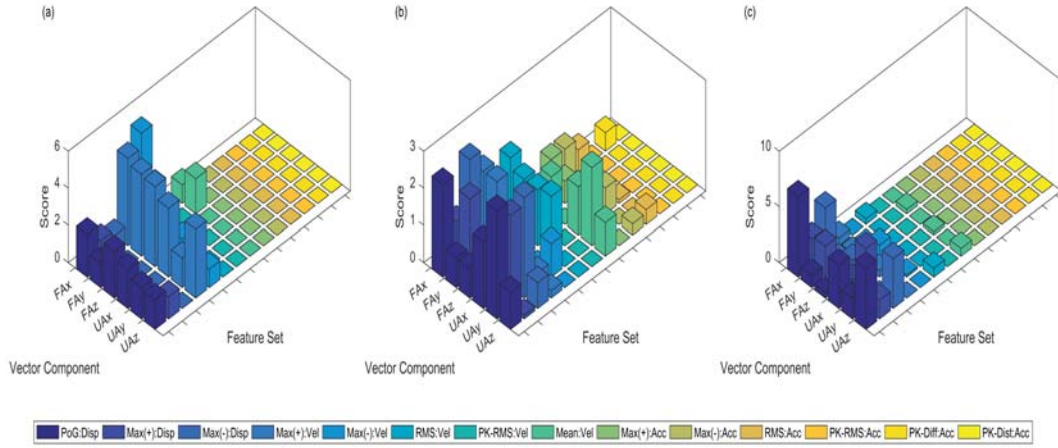 (a)
6
4
2
0
Score
FAx
FAy
FAz
UAx
UAy
UAz
Vector Component
Feature Set
(b)
3
2
1
0
Score
FAx
FAy
FAz
UAx
UAy
UAz
Vector Component
Feature Set
(c)
10
5
0
Score
FAx
FAy
FAz
UAx
UAy
UAz
Vector Component
Feature Set
PoG:Disp Max(+):Disp Max(-):Disp Max(+):Vel Max(-):Vel RMS:Vel PK-RMS:Vel Mean:Vel Max(+):Acc Max(-):Acc RMS:Acc PK-RMS:Acc PK-Diff:Acc PK-Dist:Acc